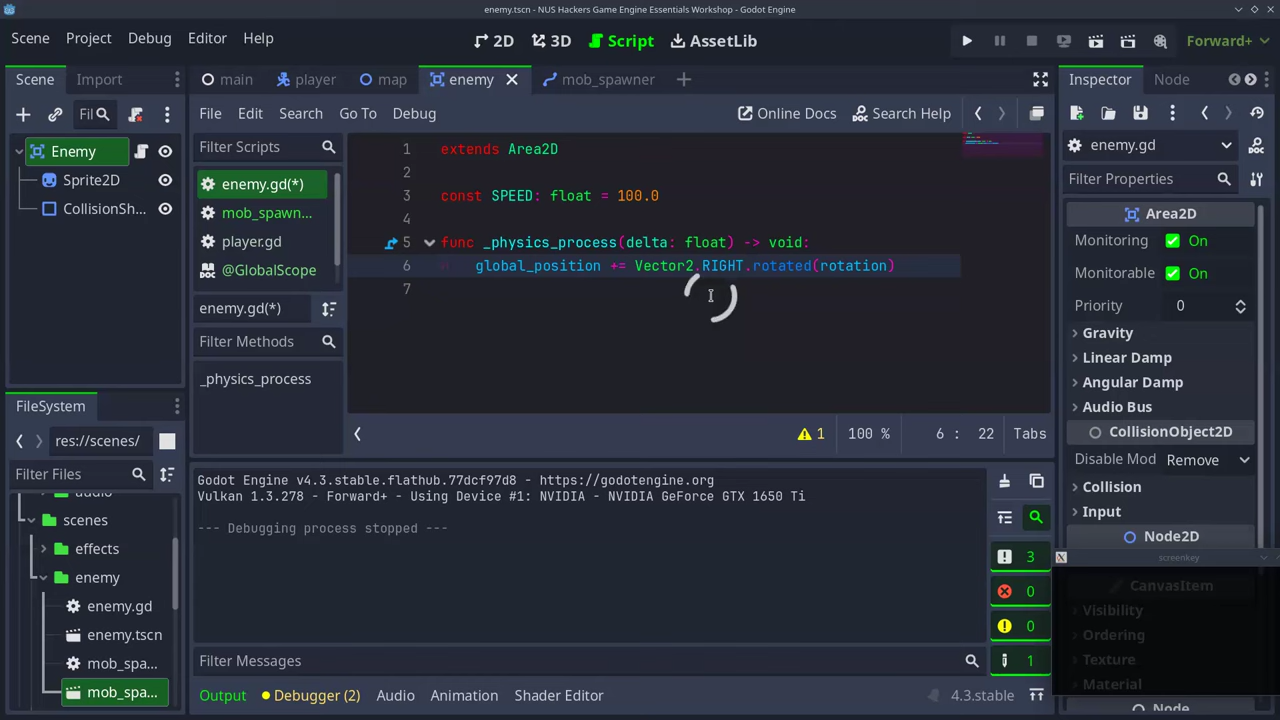 enemy.tscn - NUS Hackers Game Engine Essentials Workshop - Godot Engine
Scene Project Debug Editor Help
2D 3D Script AssetLib
Forward+
Scene Import
main player map enemy mob_spawner
Inspector Node
Fil
File Edit Search Go To Debug
Online Docs Search Help
Enemy
Sprite2D
CollisionSh...
Filter Scripts
enemy.gd(*)
mob_spawn...
player.gd
@GlobalScope
enemy.gd(*)
Filter Methods
_physics_process
1 extends Area2D
2
3 const SPEED: float = 100.0
4
5 func _physics_process(delta: float) -> void:
6 global_position += Vector2.RIGHT.rotated(rotation)
7
1 100 % 6 : 22 Tabs
enemy.gd
Filter Properties
Area2D
Monitoring On
Monitorable On
Priority 0
Gravity
Linear Damp
Angular Damp
Audio Bus
CollisionObject2D
Disable Mod Remove
Collision
Input
Node2D
screenkey
CanvasItem
Visibility
Ordering
Texture
Material
Node
FileSystem
res://scenes/
Filter Files
audio
scenes
effects
enemy
enemy.gd
enemy.tscn
mob_spa...
mob_spa...
Godot Engine v4.3.stable.flathub.77dcf97d8 - https://godotengine.org
Vulkan 1.3.278 - Forward+ - Using Device #1: NVIDIA - NVIDIA GeForce GTX 1650 Ti
--- Debugging process stopped ---
3
0
0
1
Filter Messages
Output Debugger (2) Audio Animation Shader Editor
4.3.stable